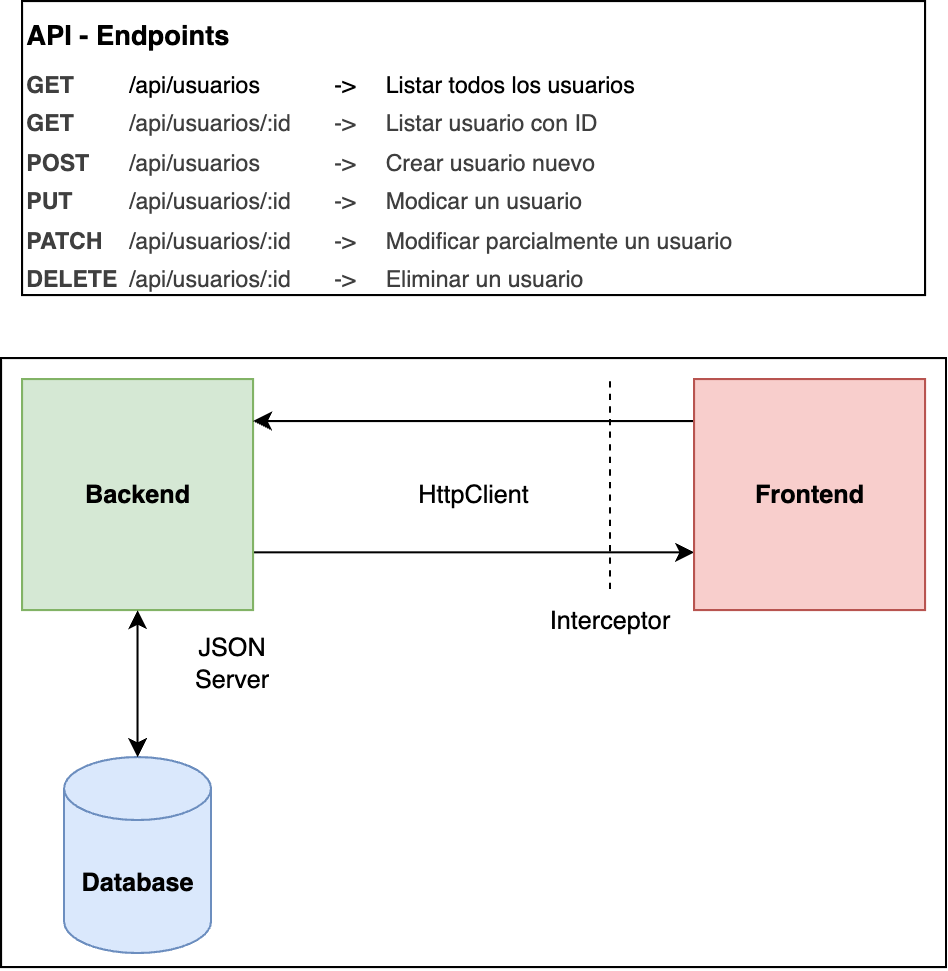 API - Endpoints
GET /api/usuarios -> Listar todos los usuarios
GET /api/usuarios/:id -> Listar usuario con ID
POST /api/usuarios -> Crear usuario nuevo
PUT /api/usuarios/:id -> Modicar un usuario
PATCH /api/usuarios/:id -> Modificar parcialmente un usuario
DELETE /api/usuarios/:id -> Eliminar un usuario
Backend
HttpClient
Frontend
Interceptor
JSON
Server
Database